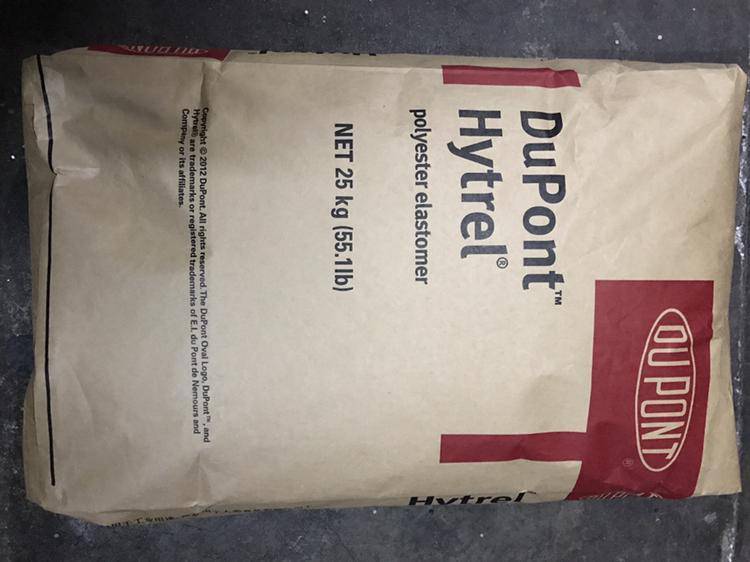 DU PONT
®
DuPont™
Hytrel®
polyester elastomer
NET 25 kg (55.1lb)
Copyright © 2012 DuPont. All rights reserved. The DuPont Oval Logo, DuPont™, and
Hytrel® are trademarks or registered trademarks of E.I. du Pont de Nemours and
Company or its affiliates.
Hytrel